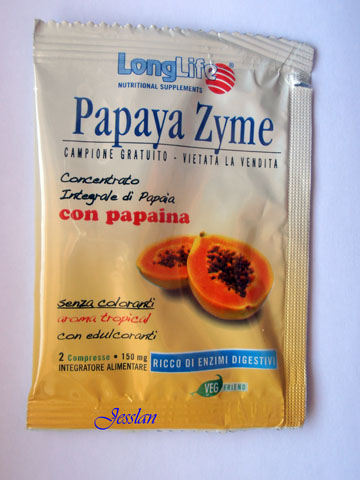 LongLife
NUTRITIONAL SUPPLEMENTS
Papaya Zyme
CAMPIONE GRATUITO - VIETATA LA VENDITA
Concentrato
Integrale di Papaia
con papaina
senza coloranti
aroma tropical
con edulcoranti
2 Compresse • 150 mg
INTEGRATORE ALIMENTARE
RICCO DI ENZIMI DIGESTIVI
VEG FRIEND
Jesslan